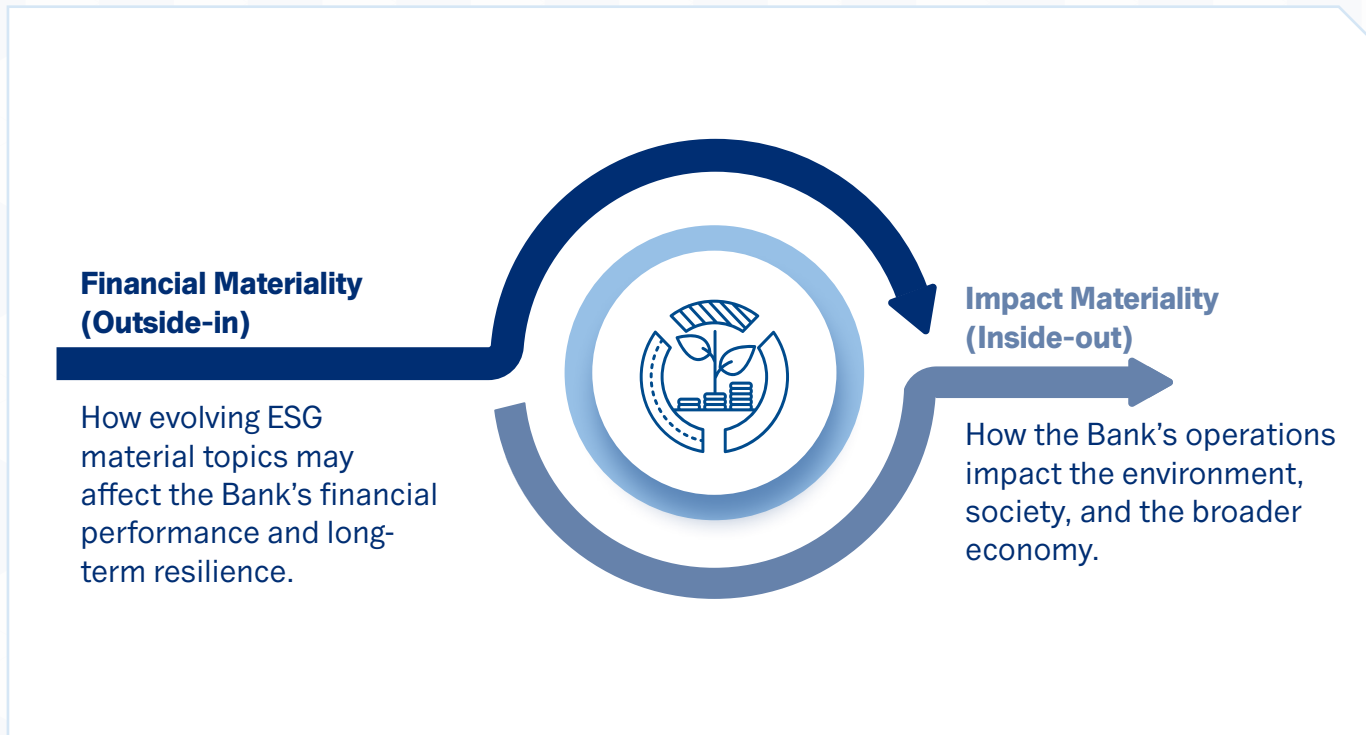 Financial Materiality
(Outside-in)
How evolving ESG
material topics may
affect the Bank’s financial
performance and long-
term resilience.
Impact Materiality
(Inside-out)
How the Bank’s operations
impact the environment,
society, and the broader
economy.